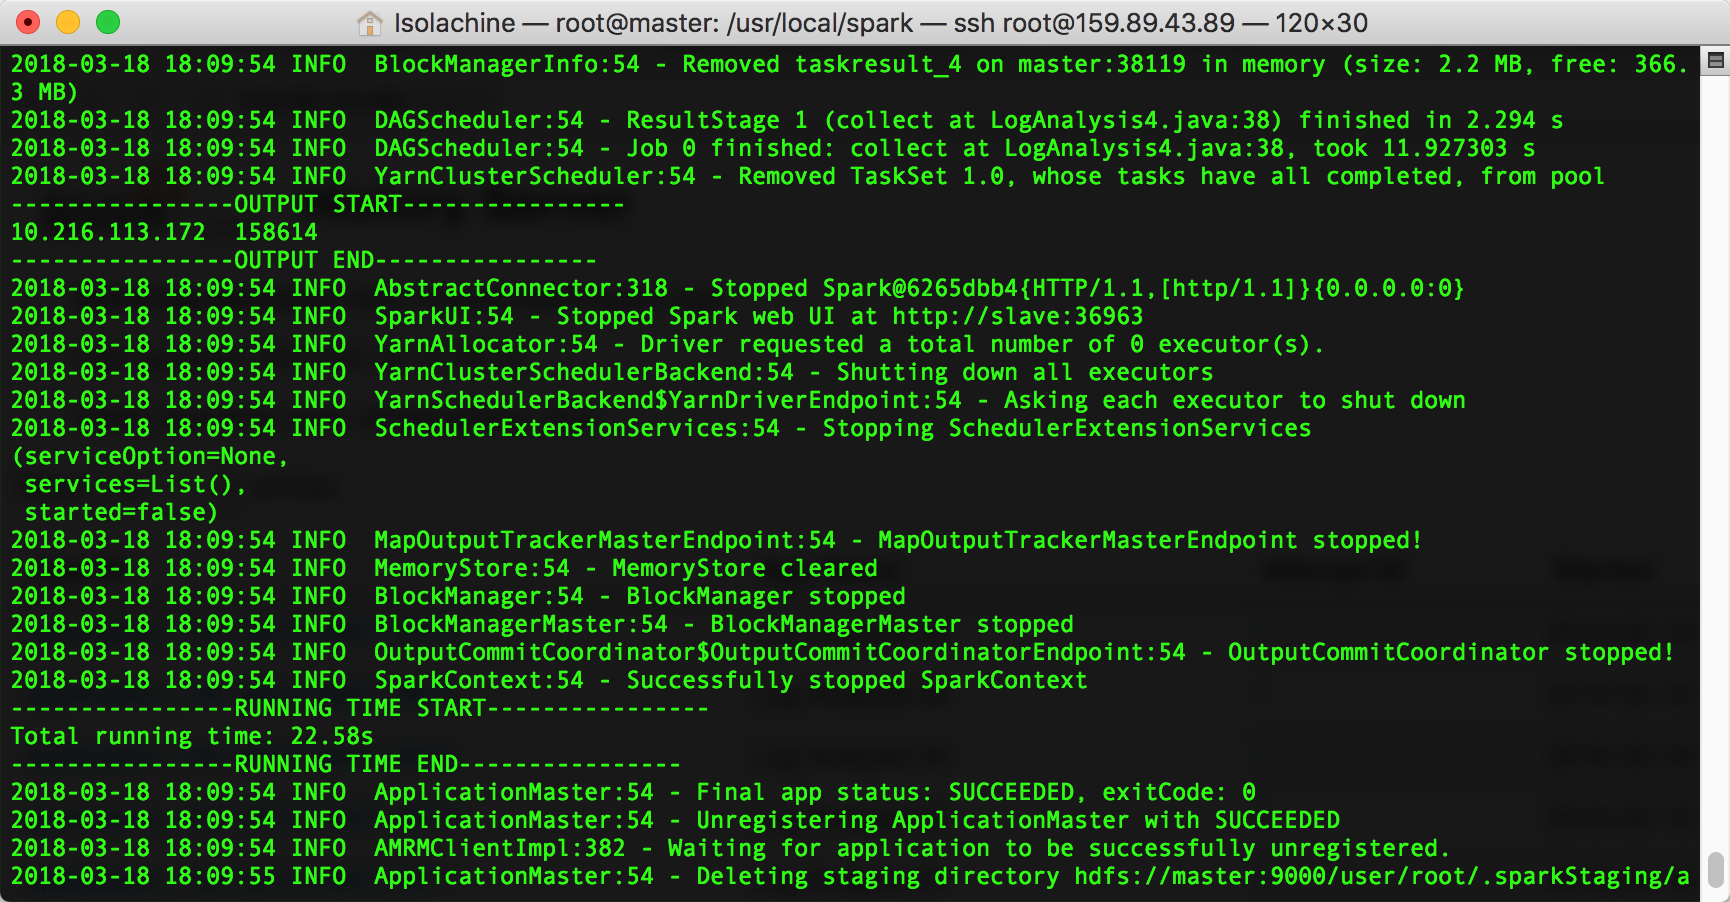 lsolachine — root@master: /usr/local/spark — ssh root@159.89.43.89 — 120×30
2018-03-18 18:09:54 INFO  BlockManagerInfo:54 - Removed taskresult_4 on master:38119 in memory (size: 2.2 MB, free: 366.
3 MB)
2018-03-18 18:09:54 INFO  DAGScheduler:54 - ResultStage 1 (collect at LogAnalysis4.java:38) finished in 2.294 s
2018-03-18 18:09:54 INFO  DAGScheduler:54 - Job 0 finished: collect at LogAnalysis4.java:38, took 11.927303 s
2018-03-18 18:09:54 INFO  YarnClusterScheduler:54 - Removed TaskSet 1.0, whose tasks have all completed, from pool
----------------OUTPUT START----------------
10.216.113.172  158614
----------------OUTPUT END----------------
2018-03-18 18:09:54 INFO  AbstractConnector:318 - Stopped Spark@6265dbb4{HTTP/1.1,[http/1.1]}{0.0.0.0:0}
2018-03-18 18:09:54 INFO  SparkUI:54 - Stopped Spark web UI at http://slave:36963
2018-03-18 18:09:54 INFO  YarnAllocator:54 - Driver requested a total number of 0 executor(s).
2018-03-18 18:09:54 INFO  YarnClusterSchedulerBackend:54 - Shutting down all executors
2018-03-18 18:09:54 INFO  YarnSchedulerBackend$YarnDriverEndpoint:54 - Asking each executor to shut down
2018-03-18 18:09:54 INFO  SchedulerExtensionServices:54 - Stopping SchedulerExtensionServices
(serviceOption=None,
 services=List(),
 started=false)
2018-03-18 18:09:54 INFO  MapOutputTrackerMasterEndpoint:54 - MapOutputTrackerMasterEndpoint stopped!
2018-03-18 18:09:54 INFO  MemoryStore:54 - MemoryStore cleared
2018-03-18 18:09:54 INFO  BlockManager:54 - BlockManager stopped
2018-03-18 18:09:54 INFO  BlockManagerMaster:54 - BlockManagerMaster stopped
2018-03-18 18:09:54 INFO  OutputCommitCoordinator$OutputCommitCoordinatorEndpoint:54 - OutputCommitCoordinator stopped!
2018-03-18 18:09:54 INFO  SparkContext:54 - Successfully stopped SparkContext
----------------RUNNING TIME START----------------
Total running time: 22.58s
----------------RUNNING TIME END----------------
2018-03-18 18:09:54 INFO  ApplicationMaster:54 - Final app status: SUCCEEDED, exitCode: 0
2018-03-18 18:09:54 INFO  ApplicationMaster:54 - Unregistering ApplicationMaster with SUCCEEDED
2018-03-18 18:09:54 INFO  AMRMClientImpl:382 - Waiting for application to be successfully unregistered.
2018-03-18 18:09:55 INFO  ApplicationMaster:54 - Deleting staging directory hdfs://master:9000/user/root/.sparkStaging/a